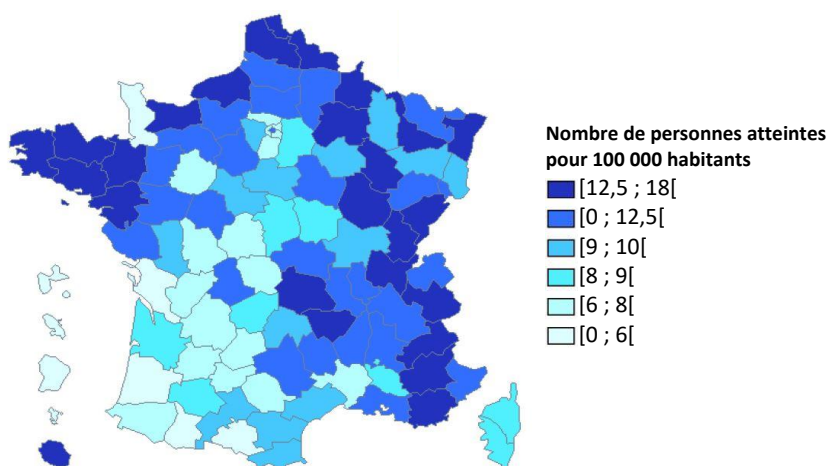 Nombre de personnes atteintes
pour 100 000 habitants
[12,5 ; 18[
[0 ; 12,5[
[9 ; 10[
[8 ; 9[
[6 ; 8[
[0 ; 6[